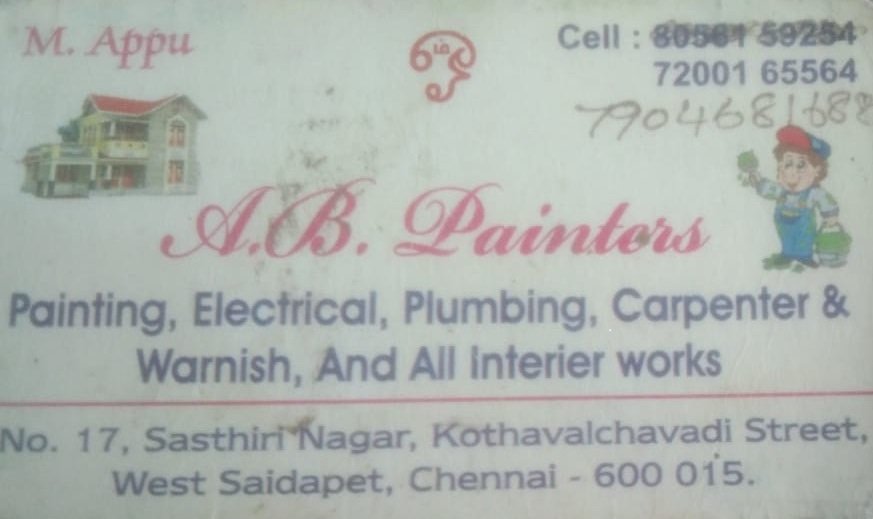 M. Appu
ஓம்
Cell : 80561 59254
72001 65564
7904681688
A.B. Painters
Painting, Electrical, Plumbing, Carpenter &
Warnish, And All Interier works
No. 17, Sasthiri Nagar, Kothavalchavadi Street,
West Saidapet, Chennai - 600 015.